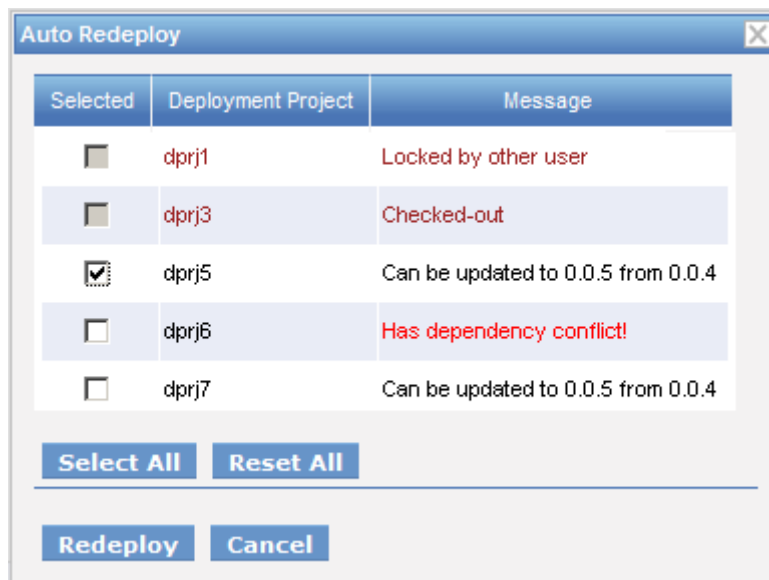 Auto Redeploy
Selected Deployment Project Message
dprj1 Locked by other user
dprj3 Checked-out
dprj5 Can be updated to 0.0.5 from 0.0.4
dprj6 Has dependency conflict!
dprj7 Can be updated to 0.0.5 from 0.0.4
Select All Reset All
Redeploy Cancel